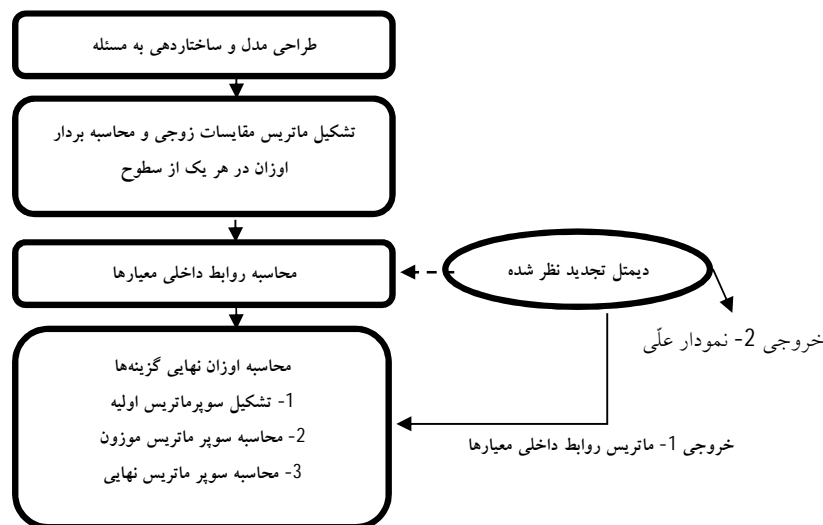 طراحی مدل و ساختاردهی به مسئله
تشکیل ماتریس مقایسات زوجی و محاسبه بردار
اوزان در هر یک از سطوح
محاسبه روابط داخلی معیارها
دیمتل تجدید نظر شده
خروجی 2- نمودار علّی
محاسبه اوزان نهایی گزینه‌ها
1- تشکیل سوپرماتریس اولیه
2- محاسبه سوپر ماتریس موزون
3- محاسبه سوپر ماتریس نهایی
خروجی 1- ماتریس روابط داخلی معیارها